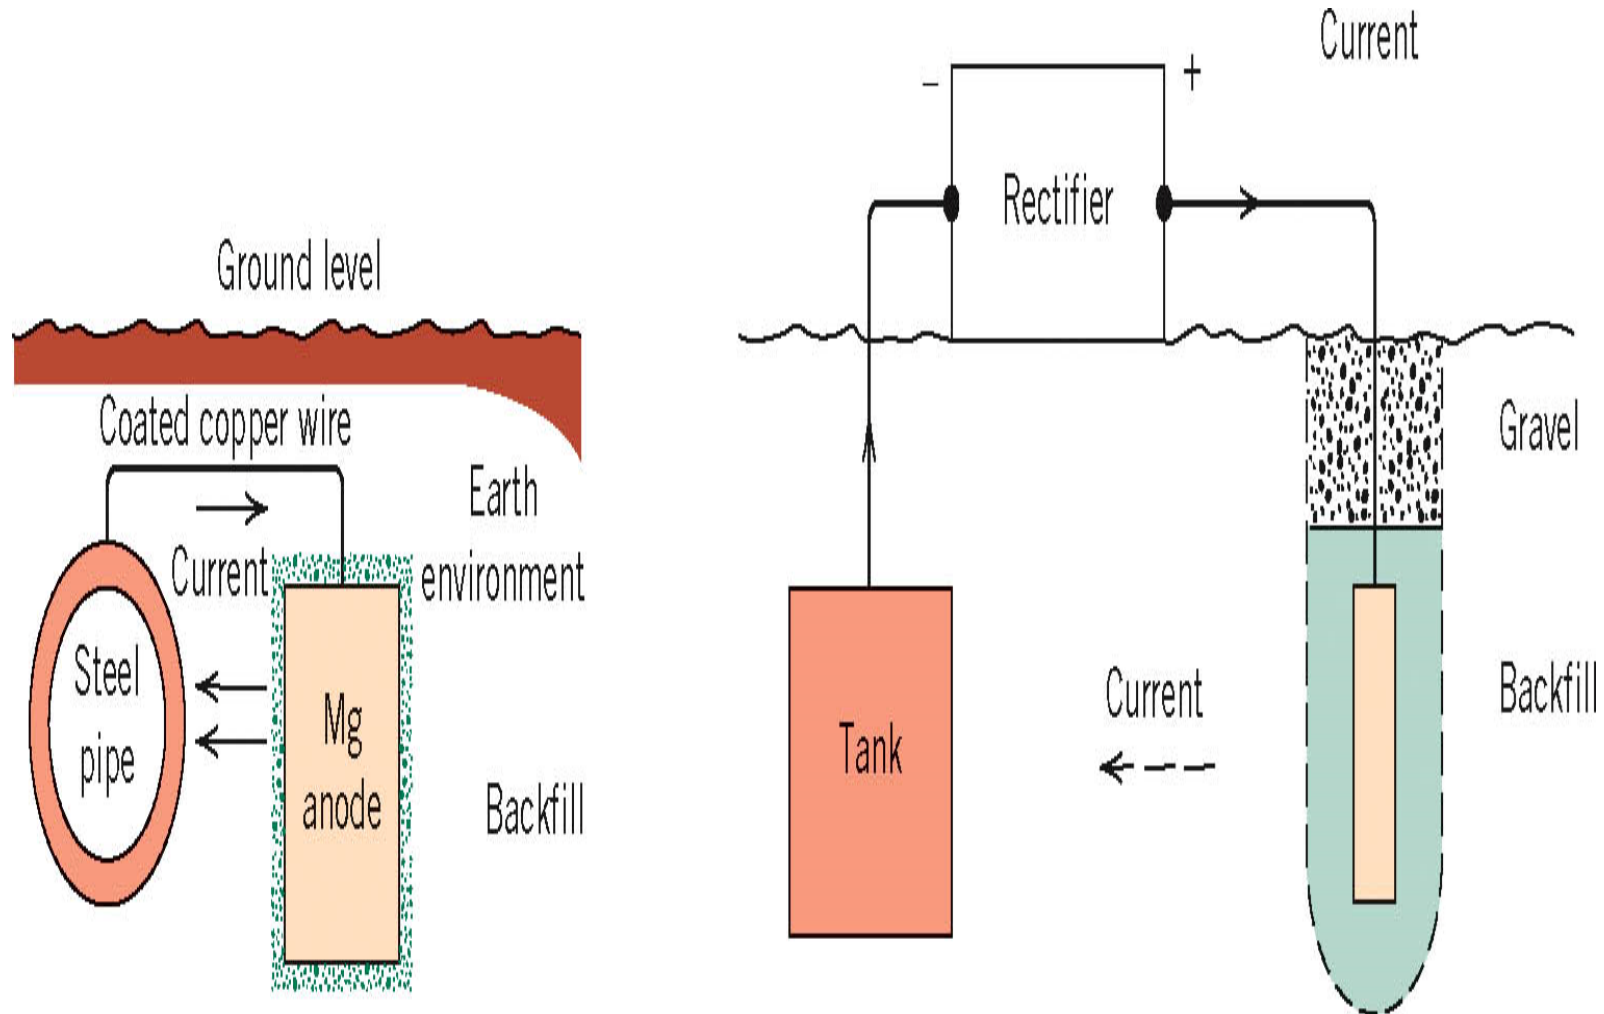 Ground level
Coated copper wire
Current
Earth
environment
Steel
pipe
Mg
anode
Backfill
Current
– +
Rectifier
Gravel
Tank
Current
Backfill